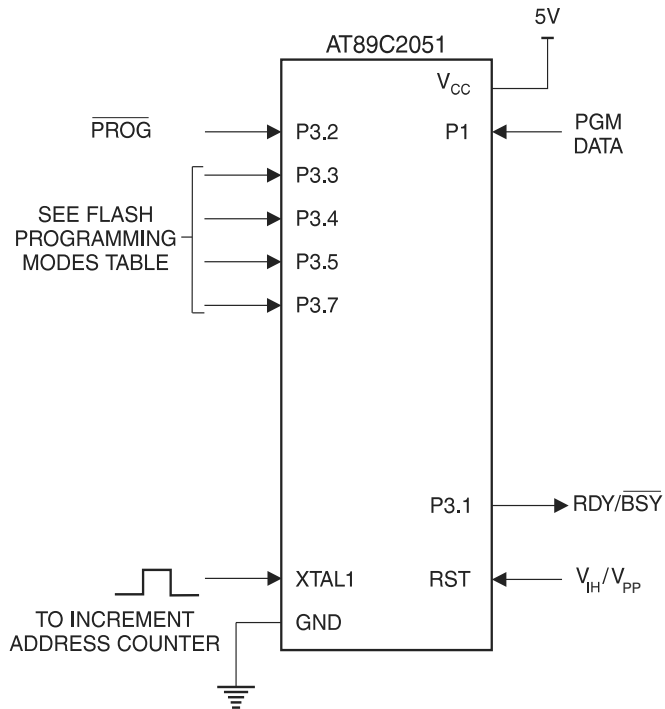 5V
AT89C2051
VCC
PROG
P3.2
P1
PGM
DATA
P3.3
SEE FLASH
PROGRAMMING
MODES TABLE
P3.4
P3.5
P3.7
P3.1
RDY/BSY
XTAL1
RST
VIH/VPP
TO INCREMENT
ADDRESS COUNTER
GND